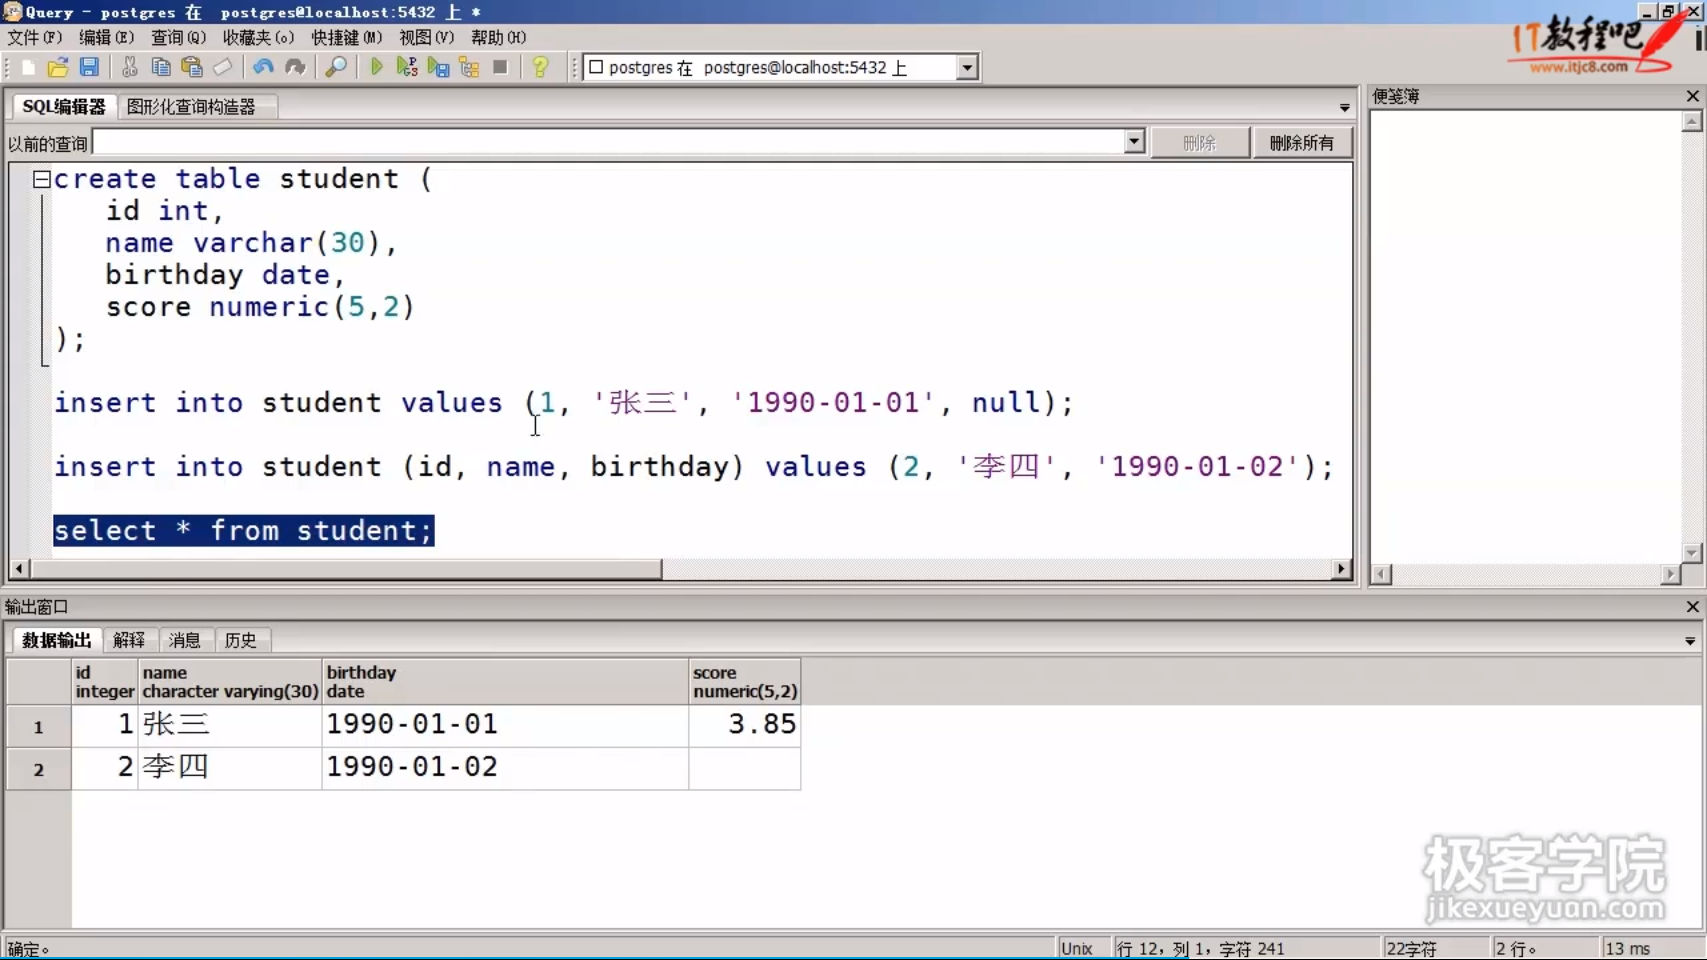 Query - postgres 在 postgres@localhost:5432 上 *
文件(F) 编辑(E) 查询(Q) 收藏夹(o) 快捷键(M) 视图(V) 帮助(H)
IT教程吧
www.itjc8.com
postgres 在 postgres@localhost:5432 上
SQL编辑器 图形化查询构造器
便笺簿
以前的查询 删除 删除所有
create table student (
id int,
name varchar(30),
birthday date,
score numeric(5,2)
);
insert into student values (1, '张三', '1990-01-01', null);
insert into student (id, name, birthday) values (2, '李四', '1990-01-02');
select * from student;
输出窗口
数据输出 解释 消息 历史
id name birthday score
integer character varying(30) date numeric(5,2)
1 1 张三 1990-01-01 3.85
2 2 李四 1990-01-02
极客学院
jikexueyuan.com
确定。 Unix 行 12, 列 1, 字符 241 22字符 2 行。 13 ms